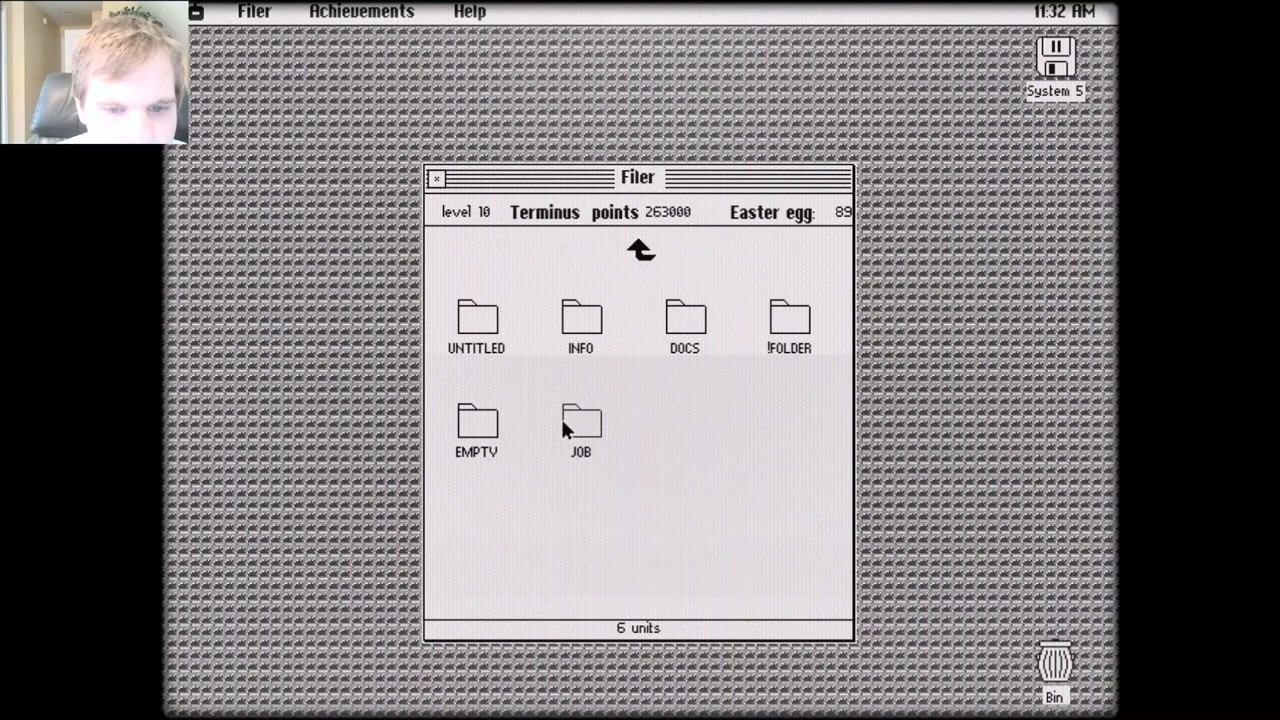 Filer Achievements Help 11:32 AM
System 5
Filer
level 10 Terminus points 263000 Easter egg: 89
UNTITLED INFO DOCS !FOLDER
EMPTY JOB
6 units
Bin